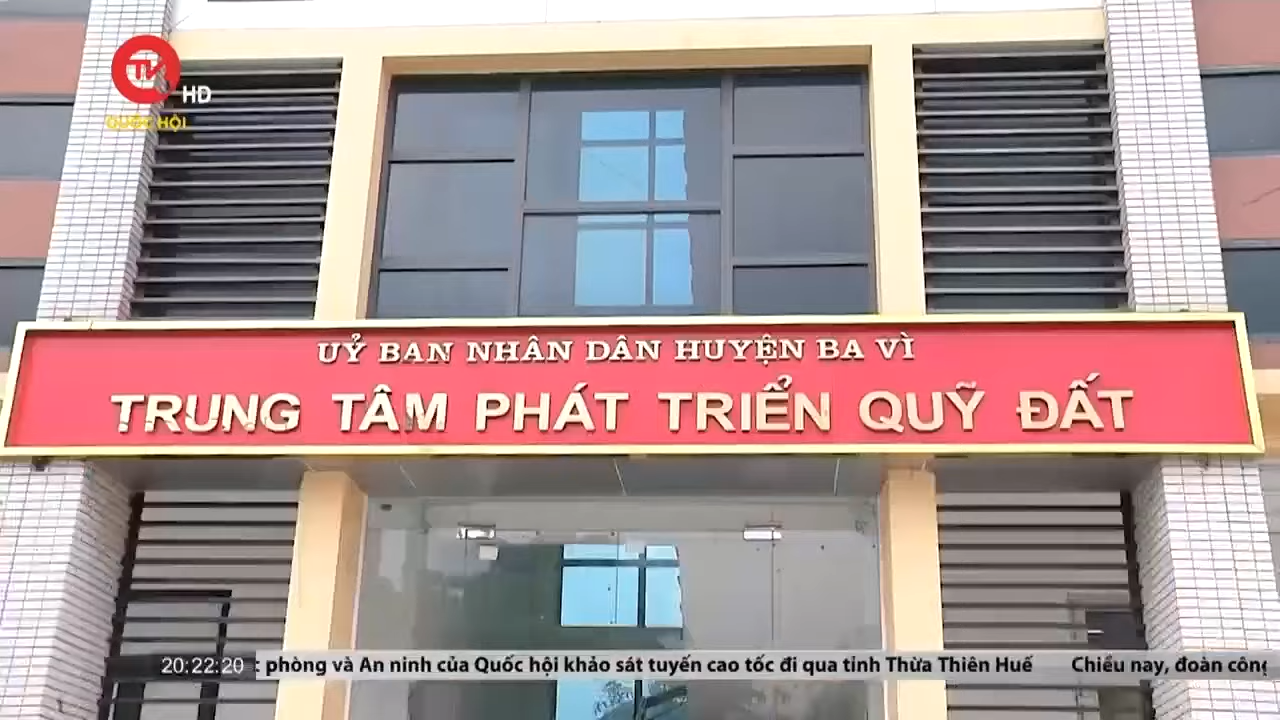 TV
HD
QUỐC HỘI
UỶ BAN NHÂN DÂN HUYỆN BA VÌ
TRUNG TÂM PHÁT TRIỂN QUỸ ĐẤT
20:22:20 phòng và An ninh của Quốc hội khảo sát tuyến cao tốc đi qua tỉnh Thừa Thiên Huế Chiều nay, đoàn công